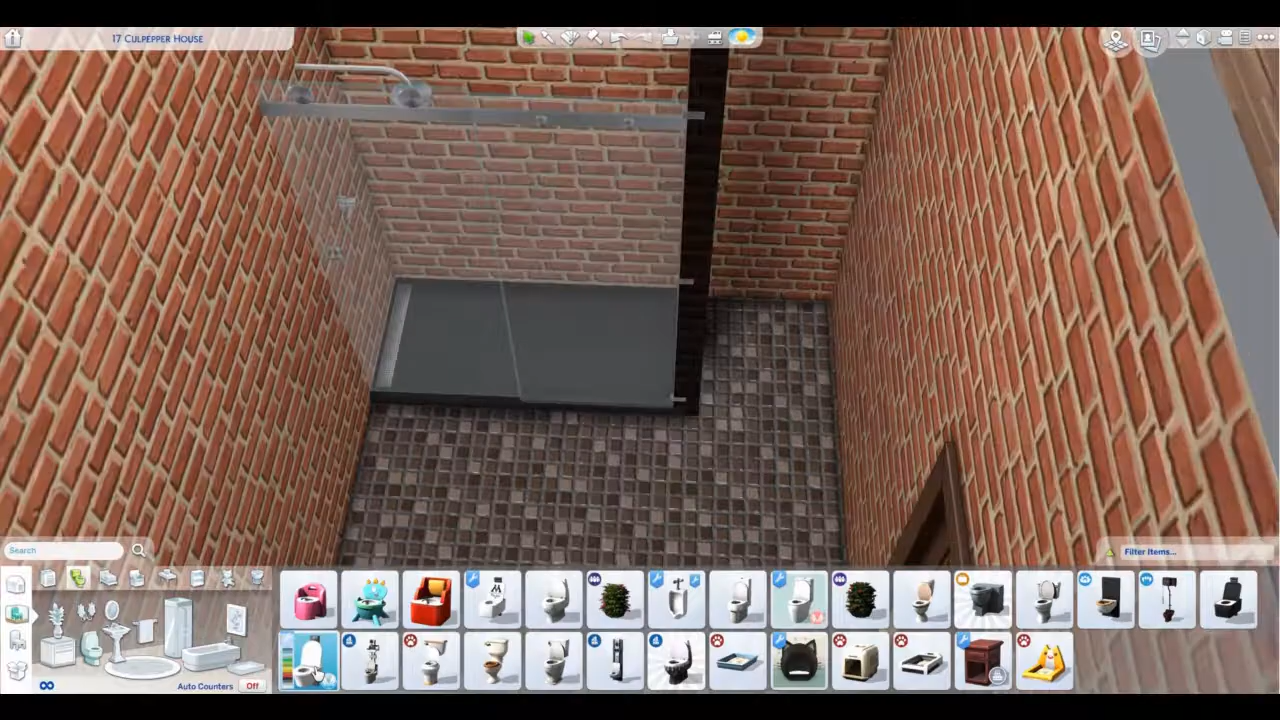 17 Culpepper House
Search
Filter Items...
Auto Counters Off